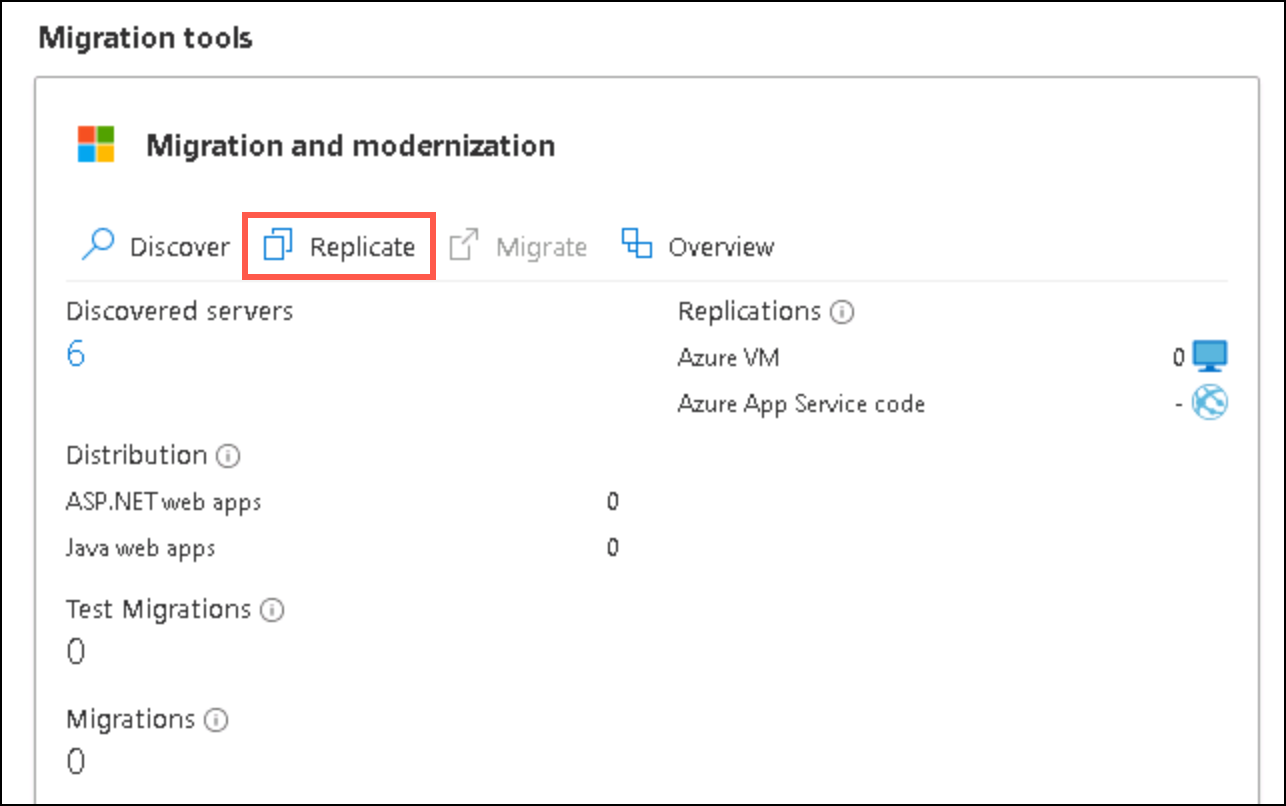 Migration tools
Migration and modernization
Discover Replicate Migrate Overview
Discovered servers
6
Replications
Azure VM 0
Azure App Service code -
Distribution
ASP.NET web apps 0
Java web apps 0
Test Migrations
0
Migrations
0